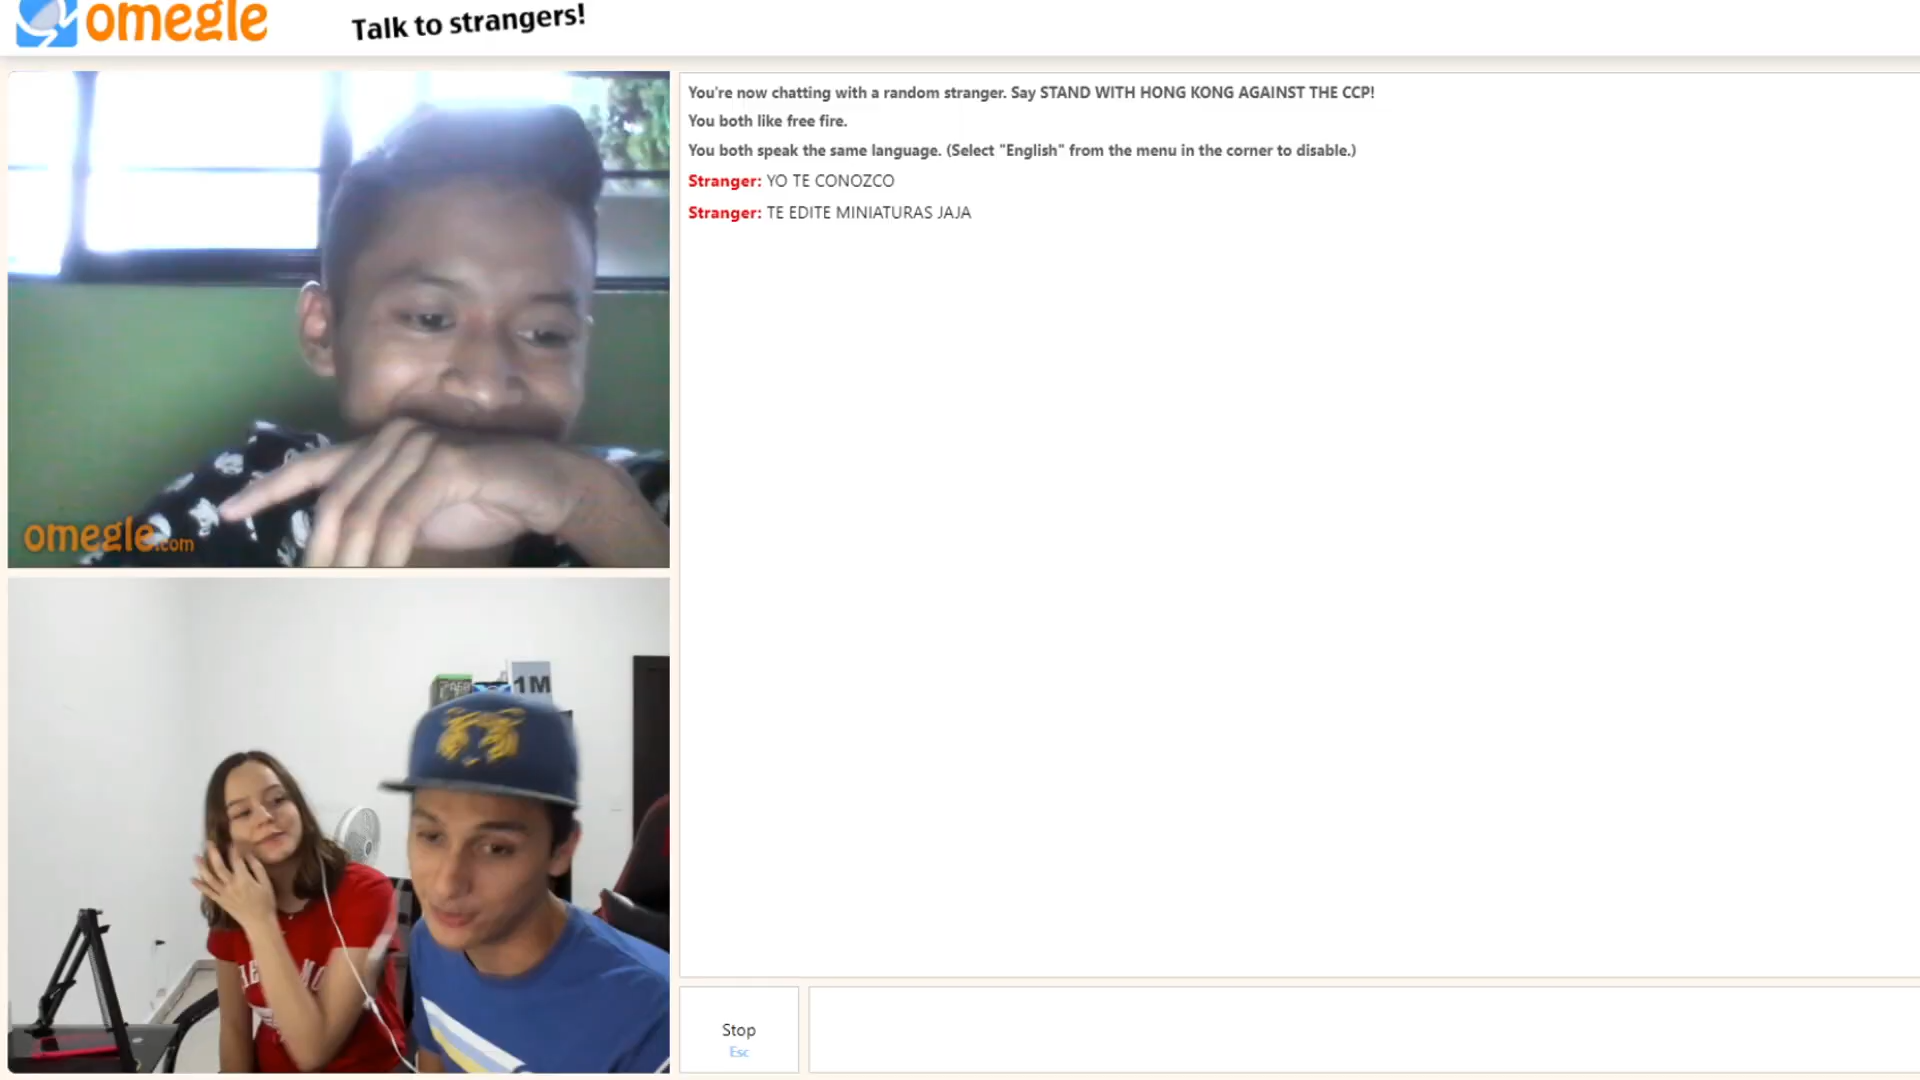 omegle
Talk to strangers!
You're now chatting with a random stranger. Say STAND WITH HONG KONG AGAINST THE CCP!
You both like free fire.
You both speak the same language. (Select "English" from the menu in the corner to disable.)
Stranger: YO TE CONOZCO
Stranger: TE EDITE MINIATURAS JAJA
omegle.com
1M
Stop
Esc